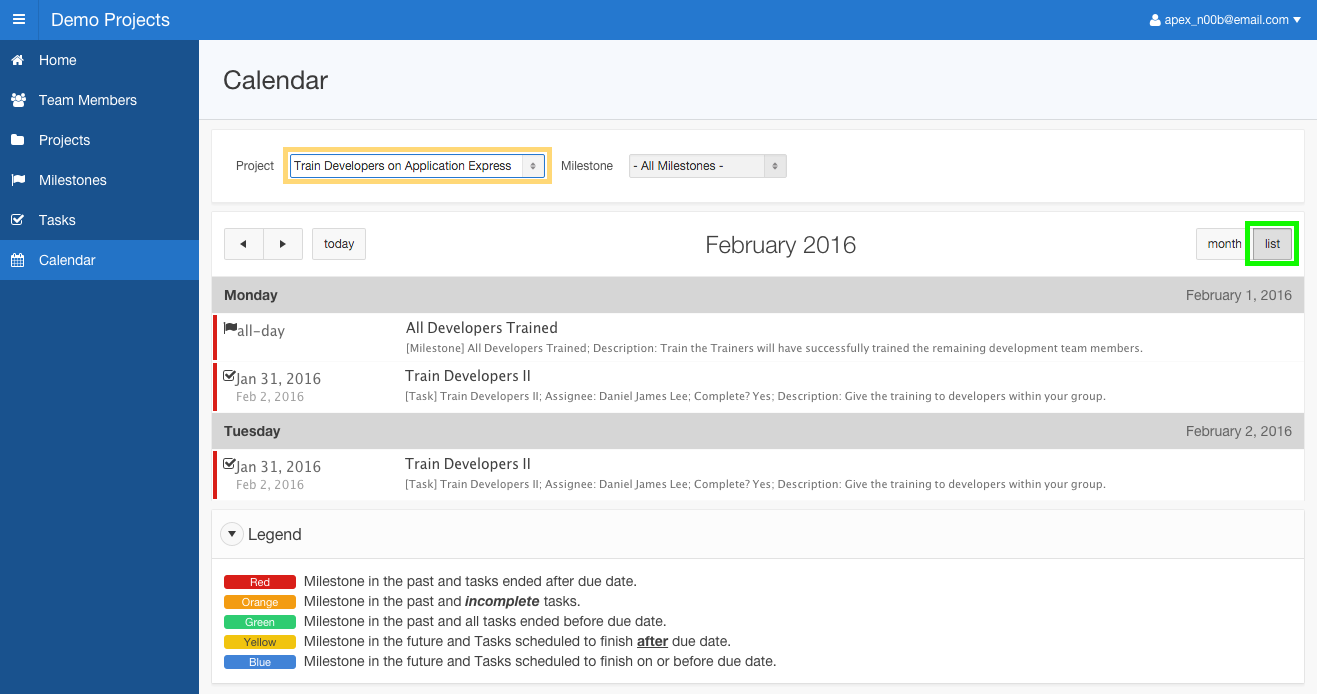 Demo Projects
apex_n00b@email.com
Home
Team Members
Projects
Milestones
Tasks
Calendar
Calendar
Project Train Developers on Application Express Milestone - All Milestones -
today February 2016 month list
Monday February 1, 2016
all-day All Developers Trained
[Milestone] All Developers Trained; Description: Train the Trainers will have successfully trained the remaining development team members.
Jan 31, 2016 Train Developers II
Feb 2, 2016 [Task] Train Developers II; Assignee: Daniel James Lee; Complete? Yes; Description: Give the training to developers within your group.
Tuesday February 2, 2016
Jan 31, 2016 Train Developers II
Feb 2, 2016 [Task] Train Developers II; Assignee: Daniel James Lee; Complete? Yes; Description: Give the training to developers within your group.
Legend
Red Milestone in the past and tasks ended after due date.
Orange Milestone in the past and incomplete tasks.
Green Milestone in the past and all tasks ended before due date.
Yellow Milestone in the future and Tasks scheduled to finish after due date.
Blue Milestone in the future and Tasks scheduled to finish on or before due date.